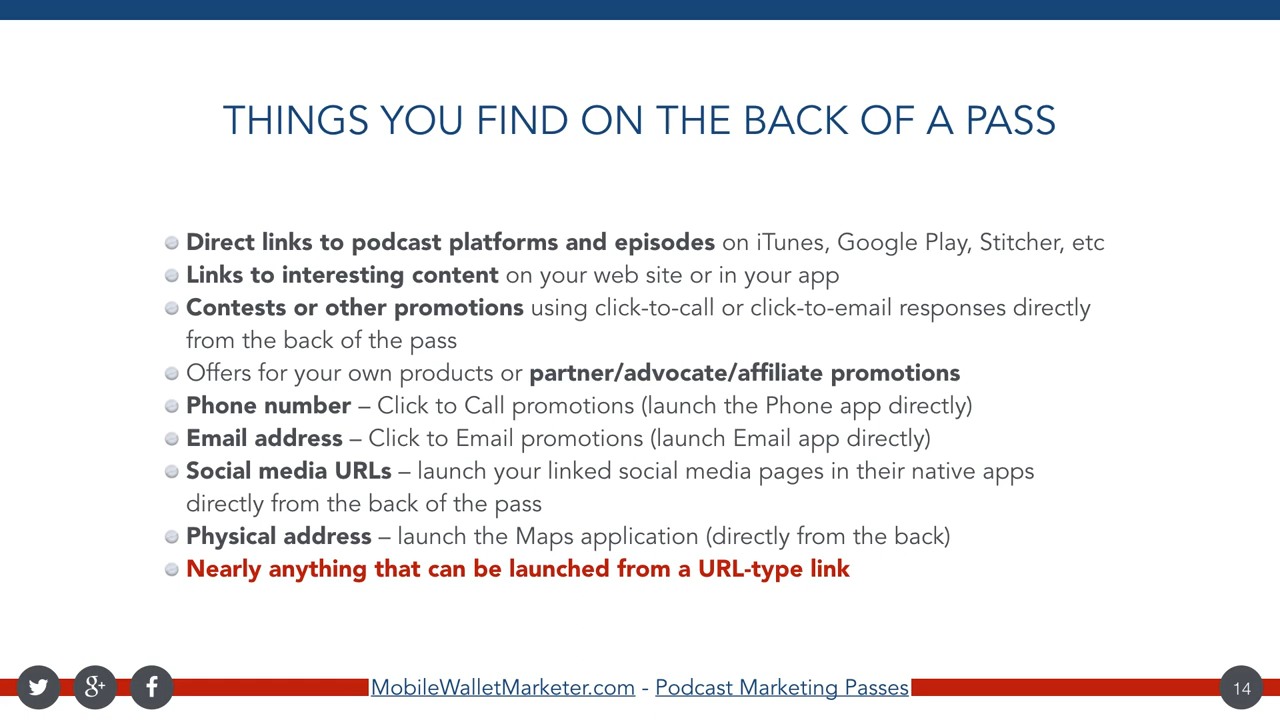 THINGS YOU FIND ON THE BACK OF A PASS
Direct links to podcast platforms and episodes on iTunes, Google Play, Stitcher, etc
Links to interesting content on your web site or in your app
Contests or other promotions using click-to-call or click-to-email responses directly
from the back of the pass
Offers for your own products or partner/advocate/affiliate promotions
Phone number – Click to Call promotions (launch the Phone app directly)
Email address – Click to Email promotions (launch Email app directly)
Social media URLs – launch your linked social media pages in their native apps
directly from the back of the pass
Physical address – launch the Maps application (directly from the back)
Nearly anything that can be launched from a URL-type link
g+ f MobileWalletMarketer.com - Podcast Marketing Passes 14